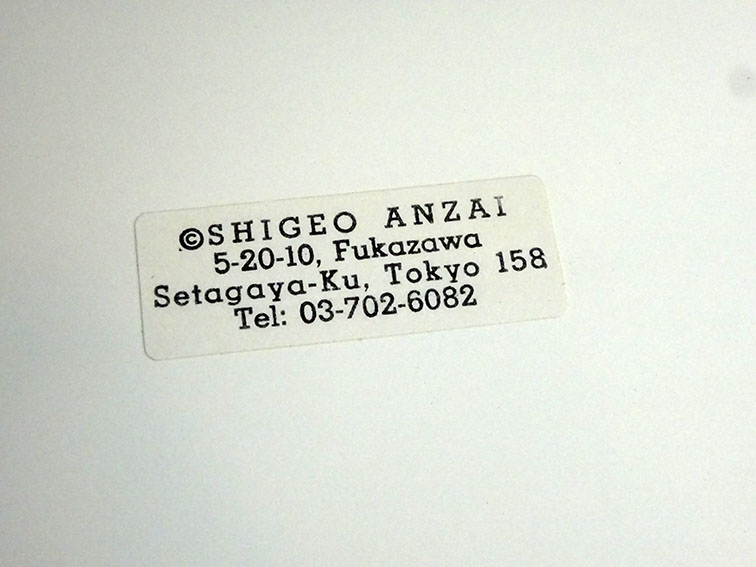 ©SHIGEO ANZAI
5-20-10, Fukazawa
Setagaya-Ku, Tokyo 158
Tel: 03-702-6082